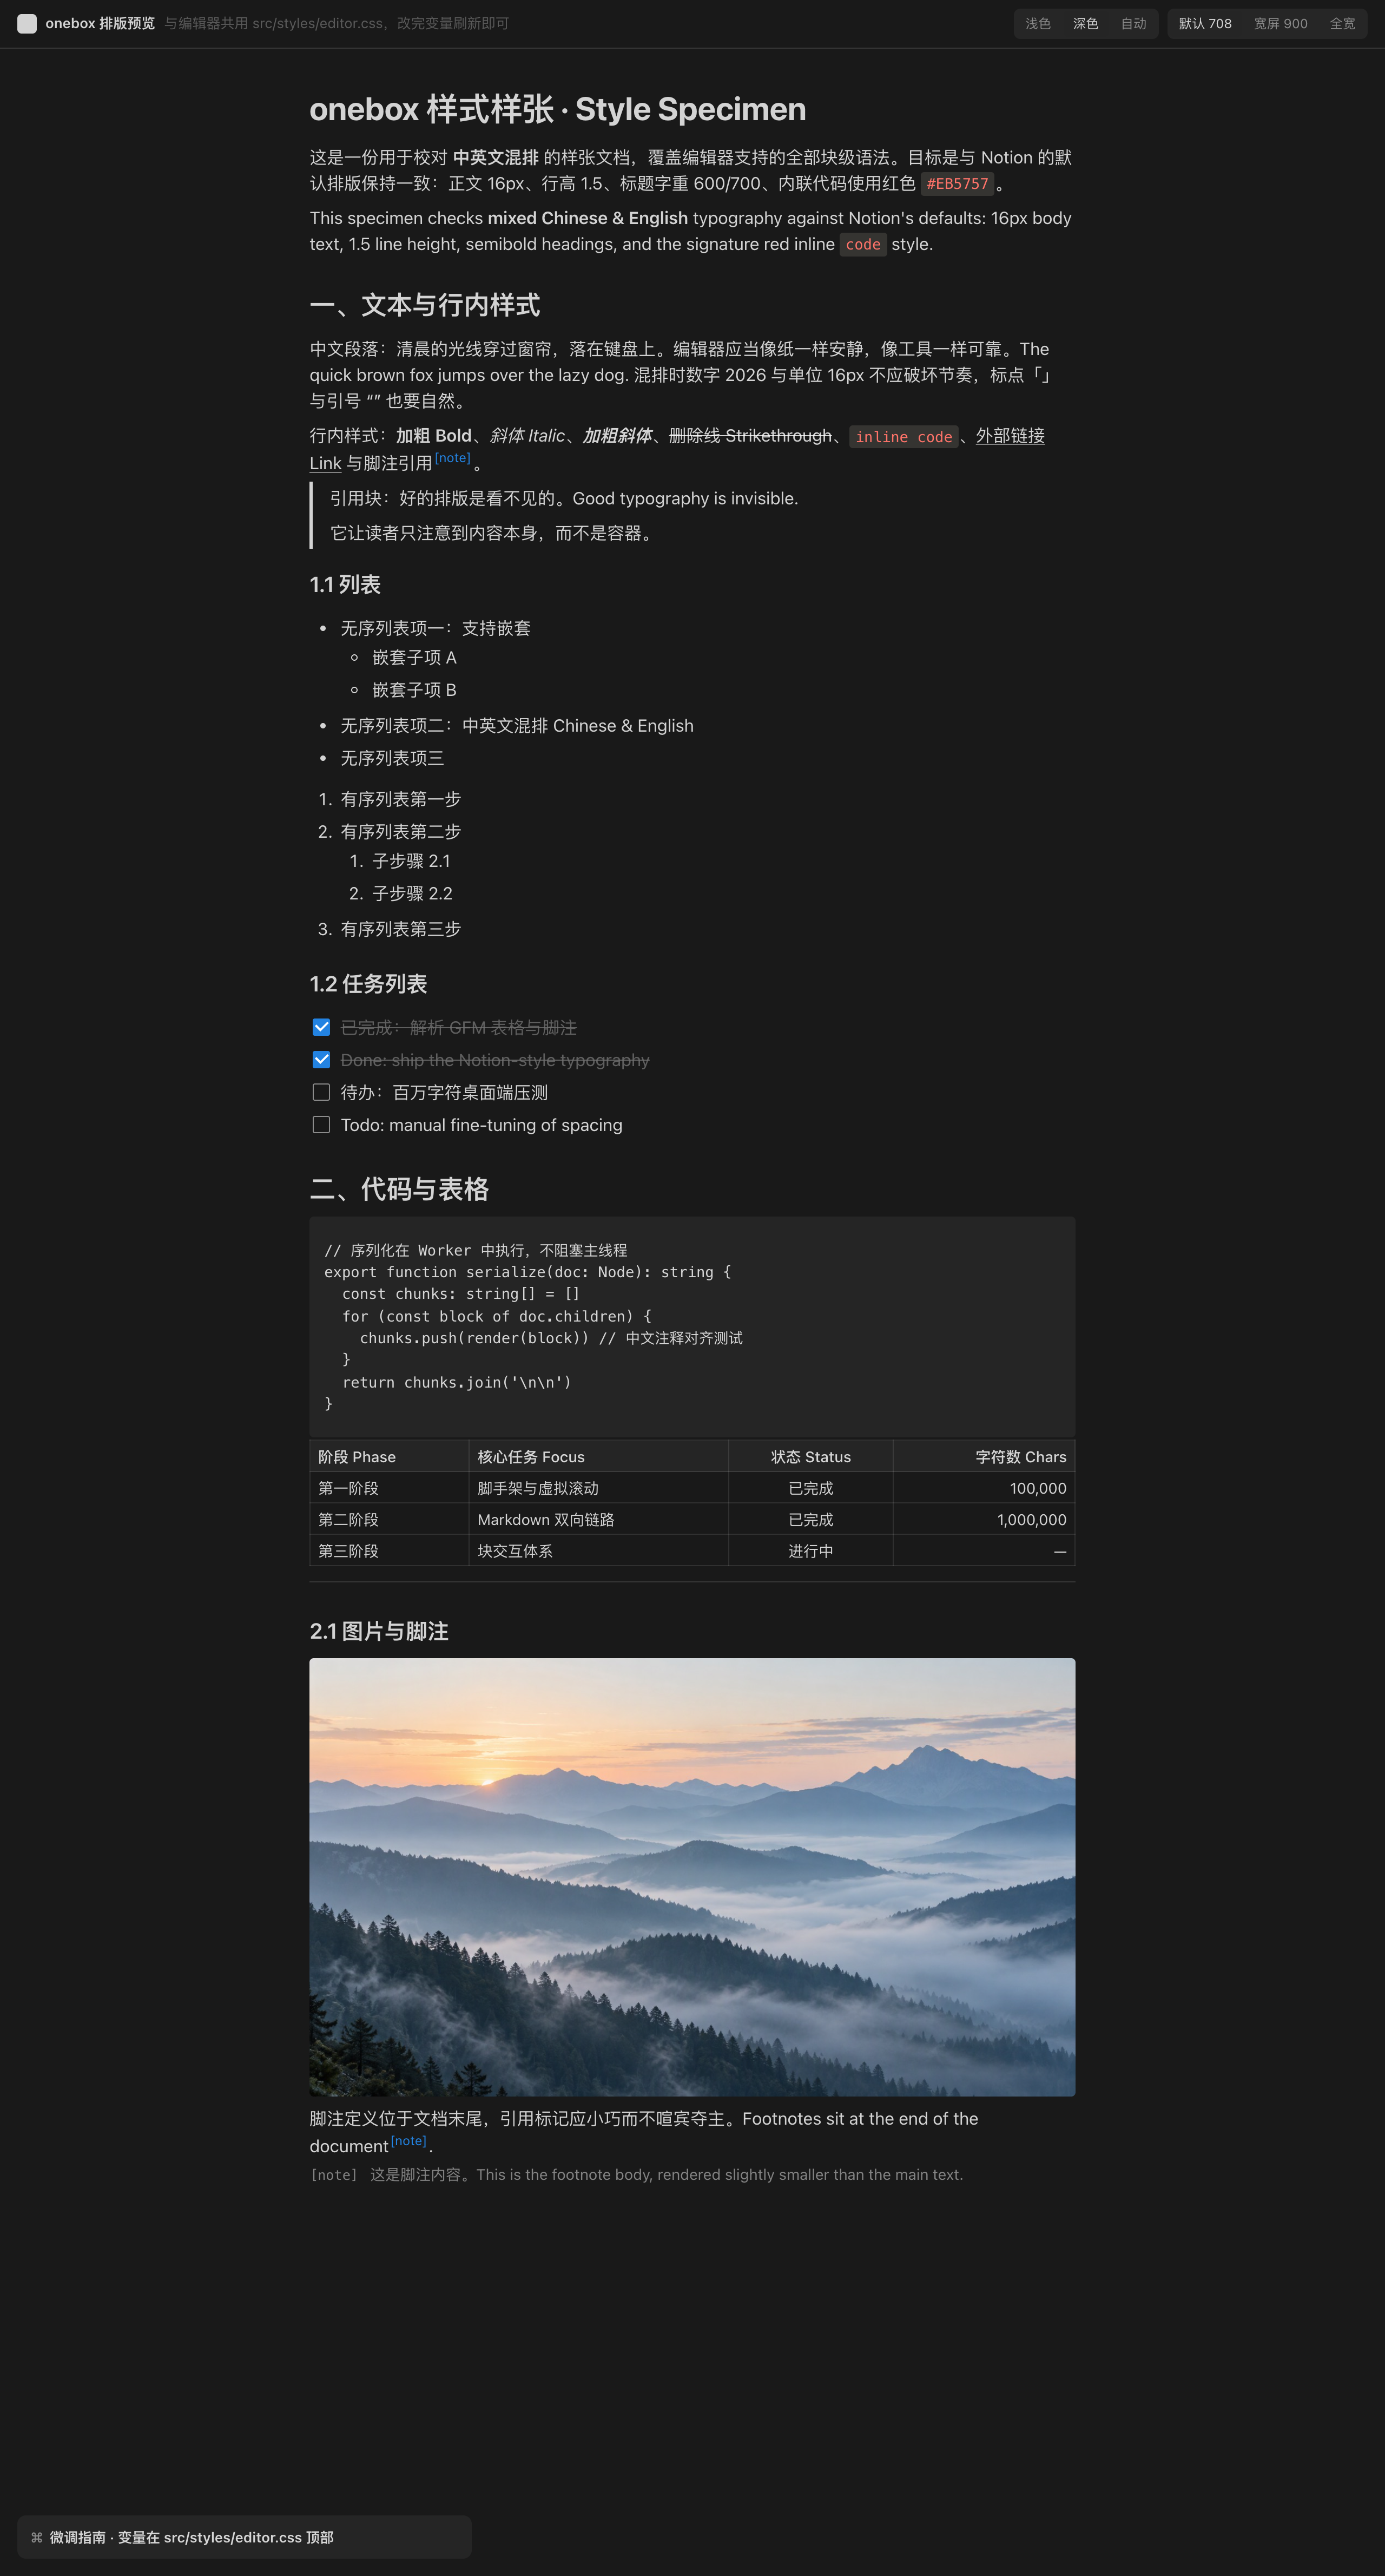 onebox 排版预览 与编辑器共用 src/styles/editor.css，改完变量刷新即可 浅色 深色 自动 默认 708 宽屏 900 全宽
onebox 样式样张 · Style Specimen
这是一份用于校对 中英文混排 的样张文档，覆盖编辑器支持的全部块级语法。目标是与 Notion 的默
认排版保持一致：正文 16px、行高 1.5、标题字重 600/700、内联代码使用红色 #EB5757。
This specimen checks mixed Chinese & English typography against Notion's defaults: 16px body
text, 1.5 line height, semibold headings, and the signature red inline code style.
一、文本与行内样式
中文段落：清晨的光线穿过窗帘，落在键盘上。编辑器应当像纸一样安静，像工具一样可靠。The
quick brown fox jumps over the lazy dog. 混排时数字 2026 与单位 16px 不应破坏节奏，标点「」
与引号 “” 也要自然。
行内样式：加粗 Bold、斜体 Italic、加粗斜体、删除线 Strikethrough、inline code、外部链接
Link 与脚注引用[note]。
引用块：好的排版是看不见的。Good typography is invisible.
它让读者只注意到内容本身，而不是容器。
1.1 列表
• 无序列表项一：支持嵌套
◦ 嵌套子项 A
◦ 嵌套子项 B
• 无序列表项二：中英文混排 Chinese & English
• 无序列表项三
1. 有序列表第一步
2. 有序列表第二步
1. 子步骤 2.1
2. 子步骤 2.2
3. 有序列表第三步
1.2 任务列表
已完成：解析 GFM 表格与脚注
Done: ship the Notion-style typography
待办：百万字符桌面端压测
Todo: manual fine-tuning of spacing
二、代码与表格
// 序列化在 Worker 中执行，不阻塞主线程
export function serialize(doc: Node): string {
  const chunks: string[] = []
  for (const block of doc.children) {
    chunks.push(render(block)) // 中文注释对齐测试
  }
  return chunks.join('\n\n')
}
阶段 Phase 核心任务 Focus 状态 Status 字符数 Chars
第一阶段 脚手架与虚拟滚动 已完成 100,000
第二阶段 Markdown 双向链路 已完成 1,000,000
第三阶段 块交互体系 进行中 —
2.1 图片与脚注
脚注定义位于文档末尾，引用标记应小巧而不喧宾夺主。Footnotes sit at the end of the
document[note].
[note] 这是脚注内容。This is the footnote body, rendered slightly smaller than the main text.
⌘ 微调指南 · 变量在 src/styles/editor.css 顶部